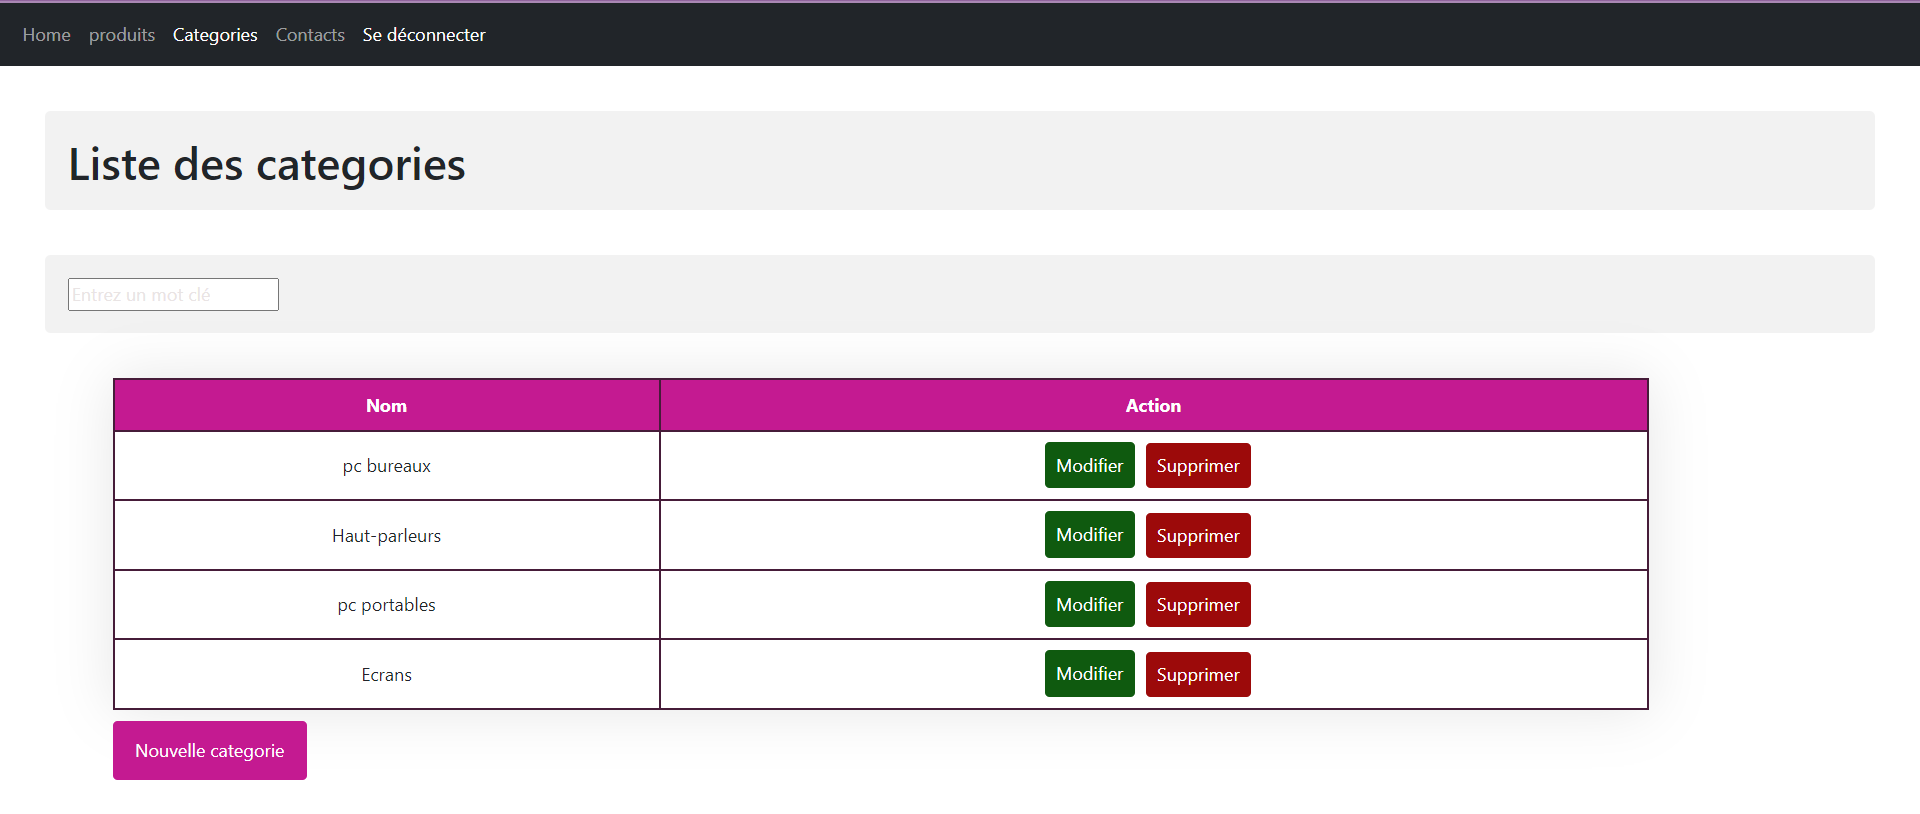 Home produits Categories Contacts Se déconnecter
Liste des categories
Entrez un mot clé
Nom Action
pc bureaux Modifier Supprimer
Haut-parleurs Modifier Supprimer
pc portables Modifier Supprimer
Ecrans Modifier Supprimer
Nouvelle categorie